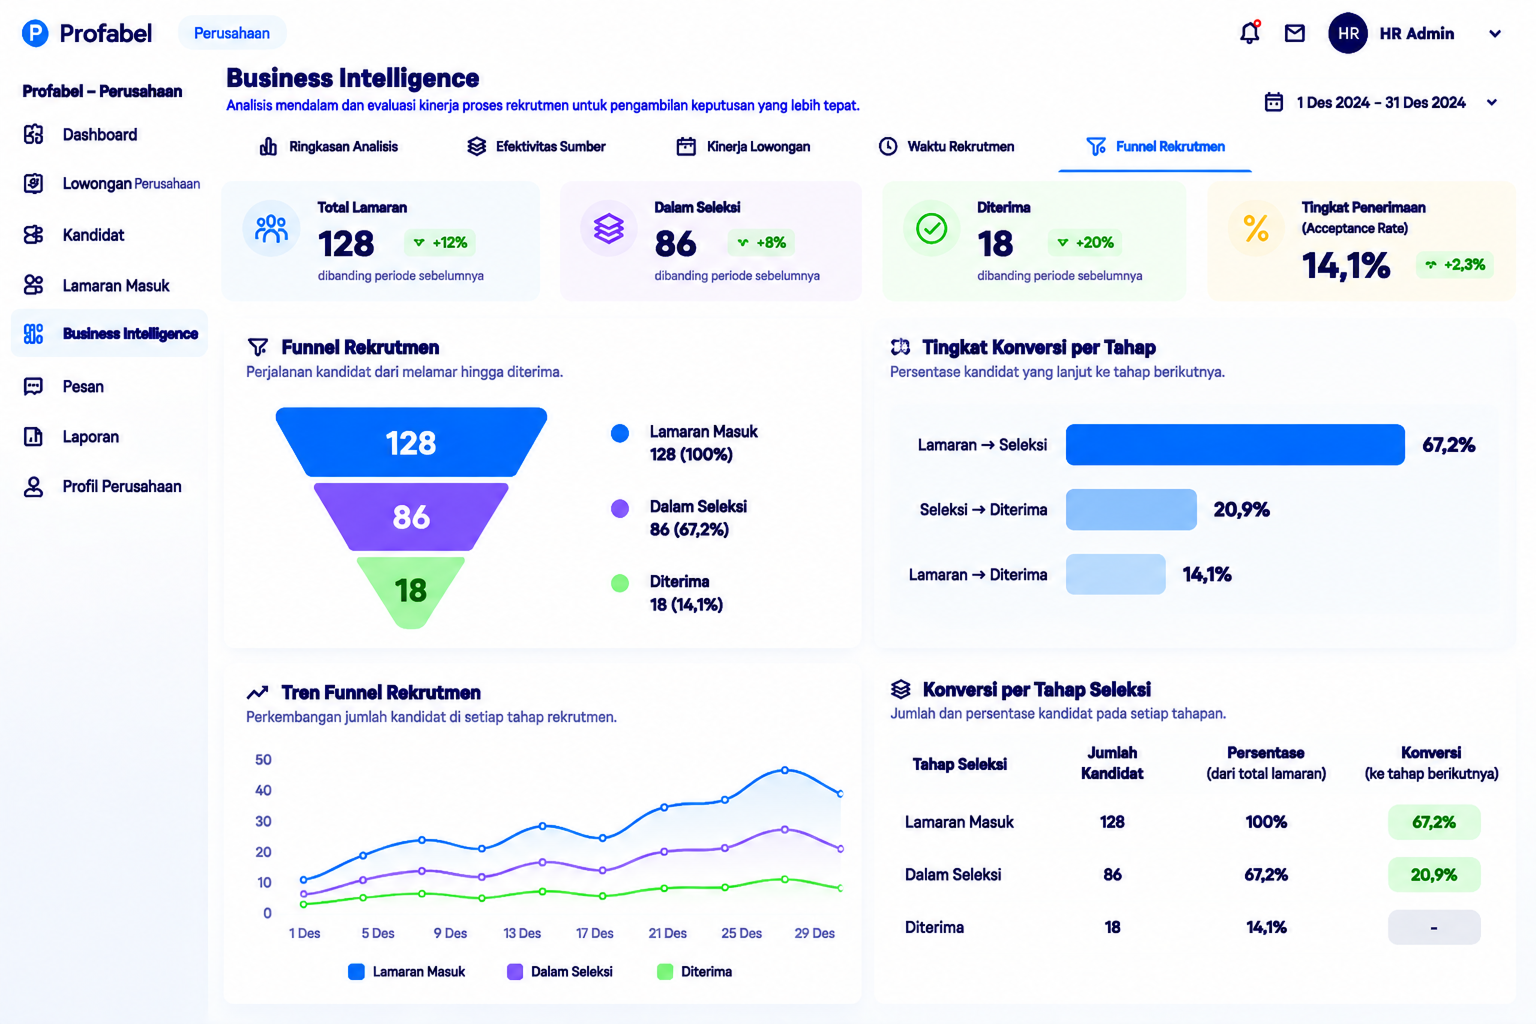 P Profabel
Perusahaan
HR
HR Admin
Profabel – Perusahaan
Dashboard
Lowongan Perusahaan
Kandidat
Lamaran Masuk
Business Intelligence
Pesan
Laporan
Profil Perusahaan
Business Intelligence
Analisis mendalam dan evaluasi kinerja proses rekrutmen untuk pengambilan keputusan yang lebih tepat.
1 Des 2024 – 31 Des 2024
Ringkasan Analisis
Efektivitas Sumber
Kinerja Lowongan
Waktu Rekrutmen
Funnel Rekrutmen
Total Lamaran
128 +12%
dibanding periode sebelumnya
Dalam Seleksi
86 +8%
dibanding periode sebelumnya
Diterima
18 +20%
dibanding periode sebelumnya
%
Tingkat Penerimaan
(Acceptance Rate)
14,1% +2,3%
Funnel Rekrutmen
Perjalanan kandidat dari melamar hingga diterima.
128
86
18
Lamaran Masuk
128 (100%)
Dalam Seleksi
86 (67,2%)
Diterima
18 (14,1%)
Tingkat Konversi per Tahap
Persentase kandidat yang lanjut ke tahap berikutnya.
Lamaran → Seleksi 67,2%
Seleksi → Diterima 20,9%
Lamaran → Diterima 14,1%
Tren Funnel Rekrutmen
Perkembangan jumlah kandidat di setiap tahap rekrutmen.
50
40
30
20
10
0
1 Des 5 Des 9 Des 13 Des 17 Des 21 Des 25 Des 29 Des
Lamaran Masuk Dalam Seleksi Diterima
Konversi per Tahap Seleksi
Jumlah dan persentase kandidat pada setiap tahapan.
Tahap Seleksi
Jumlah
Kandidat
Persentase
(dari total lamaran)
Konversi
(ke tahap berikutnya)
Lamaran Masuk 128 100% 67,2%
Dalam Seleksi 86 67,2% 20,9%
Diterima 18 14,1% -